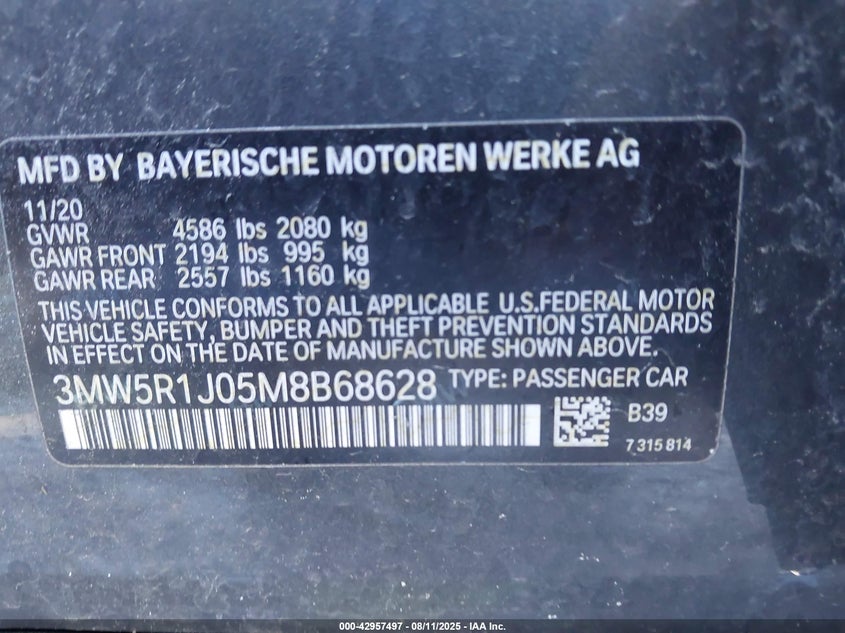 MFD BY BAYERISCHE MOTOREN WERKE AG
11/20
GVWR 4586 lbs 2080 kg
GAWR FRONT 2194 lbs 995 kg
GAWR REAR 2557 lbs 1160 kg
THIS VEHICLE CONFORMS TO ALL APPLICABLE U.S.FEDERAL MOTOR
VEHICLE SAFETY, BUMPER AND THEFT PREVENTION STANDARDS
IN EFFECT ON THE DATE OF MANUFACTURE SHOWN ABOVE.
3MW5R1J05M8B68628 TYPE: PASSENGER CAR
B39
7 315 814
000-42957497 - 08/11/2025 - IAA Inc.